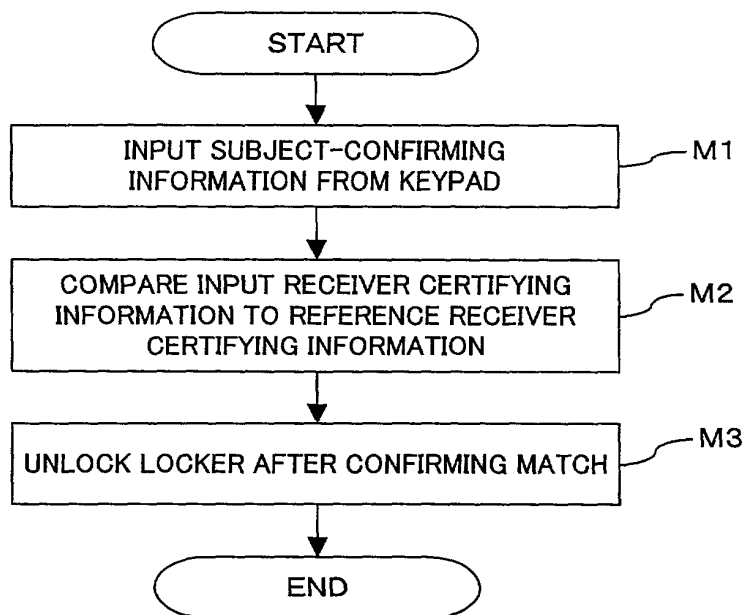 START
INPUT SUBJECT-CONFIRMING
INFORMATION FROM KEYPAD
M1
COMPARE INPUT RECEIVER CERTIFYING
INFORMATION TO REFERENCE RECEIVER
CERTIFYING INFORMATION
M2
UNLOCK LOCKER AFTER CONFIRMING MATCH
M3
END